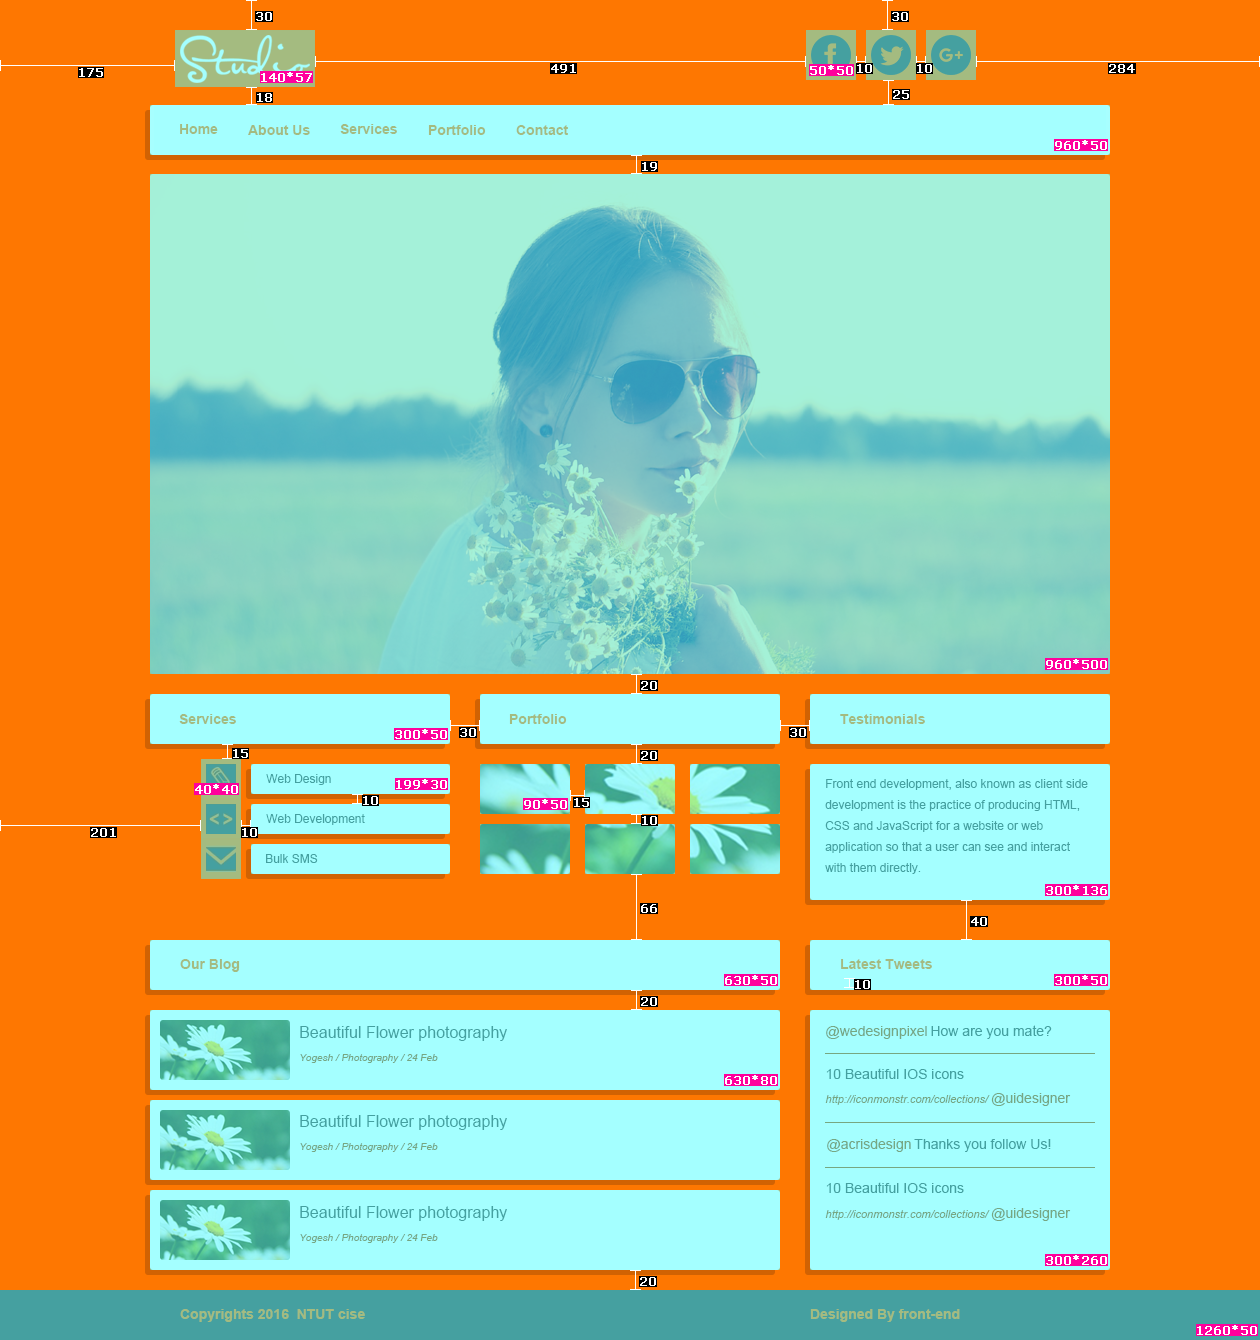 30
30
Studio
175
140*57
491
50*50
10
10
284
18
25
Home About Us Services Portfolio Contact
960*50
19
960*500
20
Services
300*50
30
Portfolio
30
Testimonials
15
20
40*40
Web Design
199*30
10
90*50
15
Front end development, also known as client side
development is the practice of producing HTML,
CSS and JavaScript for a website or web
application so that a user can see and interact
with them directly.
300*136
201
<>
10
Web Development
10
Bulk SMS
66
40
Our Blog
630*50
Latest Tweets
300*50
10
20
Beautiful Flower photography
Yogesh / Photography / 24 Feb
630*80
Beautiful Flower photography
Yogesh / Photography / 24 Feb
Beautiful Flower photography
Yogesh / Photography / 24 Feb
@wedesignpixel How are you mate?
10 Beautiful IOS icons
http://iconmonstr.com/collections/ @uidesigner
@acrisdesign Thanks you follow Us!
10 Beautiful IOS icons
http://iconmonstr.com/collections/ @uidesigner
300*260
20
Copyrights 2016 NTUT cise
Designed By front-end
1260*50